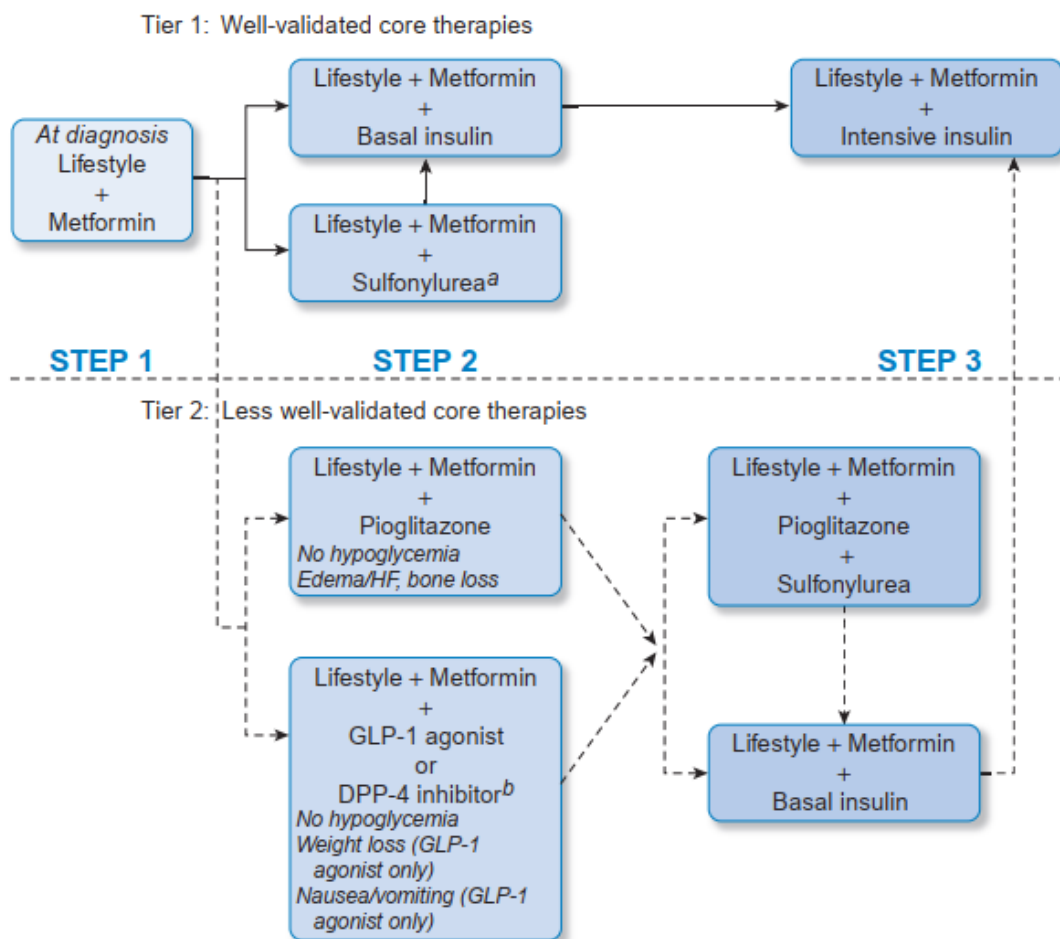 Tier 1: Well-validated core therapies
At diagnosis
Lifestyle
+
Metformin
Lifestyle + Metformin
+
Basal insulin
Lifestyle + Metformin
+
Sulfonylureaa
Lifestyle + Metformin
+
Intensive insulin
STEP 1
STEP 2
STEP 3
Tier 2: Less well-validated core therapies
Lifestyle + Metformin
+
Pioglitazone
No hypoglycemia
Edema/HF, bone loss
Lifestyle + Metformin
+
GLP-1 agonist
or
DPP-4 inhibitorb
No hypoglycemia
Weight loss (GLP-1
agonist only)
Nausea/vomiting (GLP-1
agonist only)
Lifestyle + Metformin
+
Pioglitazone
+
Sulfonylurea
Lifestyle + Metformin
+
Basal insulin